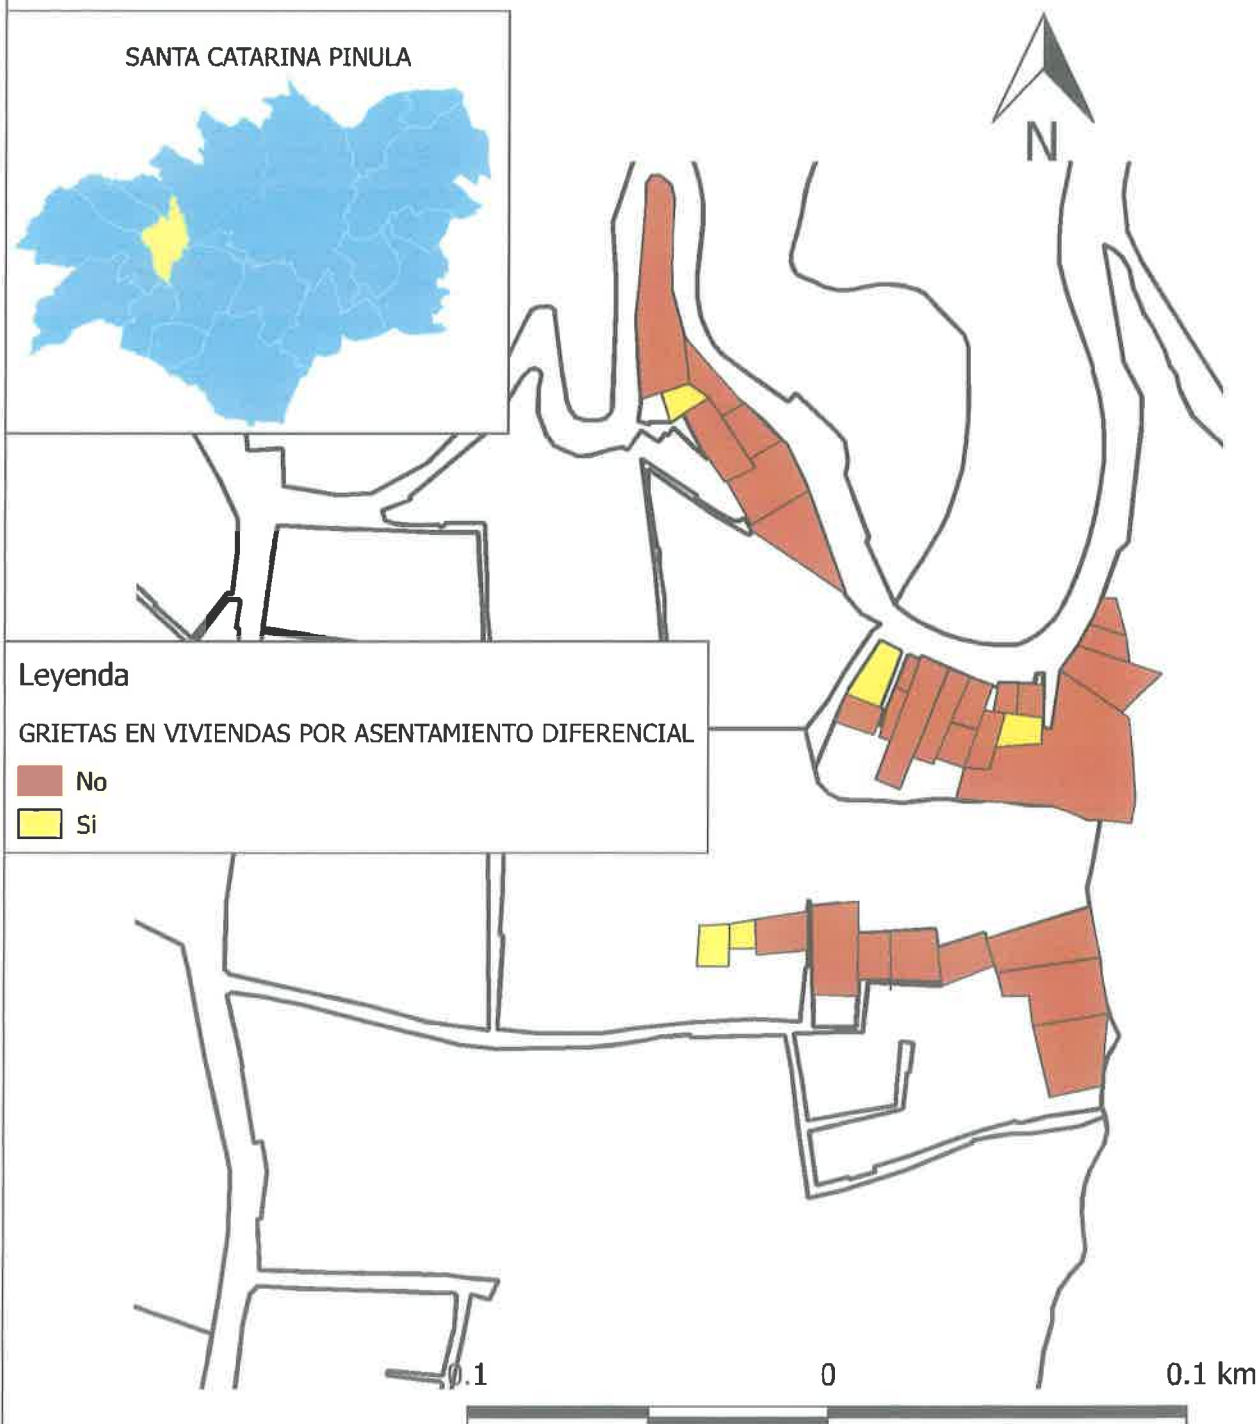 SANTA CATARINA PINULA
N
Leyenda
GRIETAS EN VIVIENDAS POR ASENTAMIENTO DIFERENCIAL
No
Si
0.1 0 0.1 km